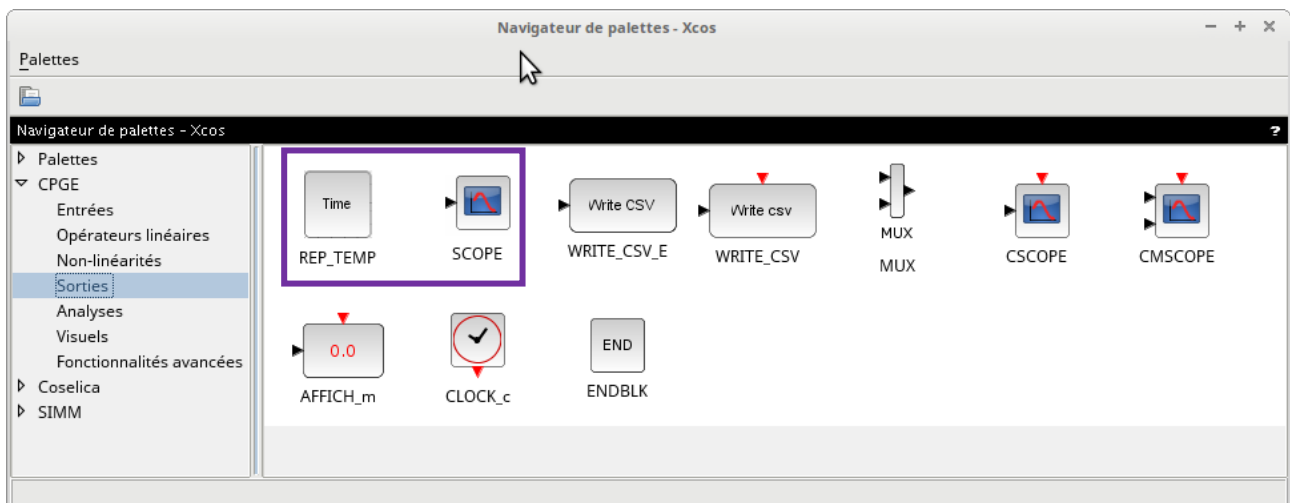 Navigateur de palettes - Xcos
Palettes
Navigateur de palettes - Xcos
?
Palettes
CPGE
Entrées
Opérateurs linéaires
Non-linéarités
Sorties
Analyses
Visuels
Fonctionnalités avancées
Coselica
SIMM
Time
REP_TEMP
SCOPE
Write CSV
WRITE_CSV_E
Write csv
WRITE_CSV
MUX
MUX
CSCOPE
CMSCOPE
0.0
AFFICH_m
CLOCK_c
END
ENDBLK